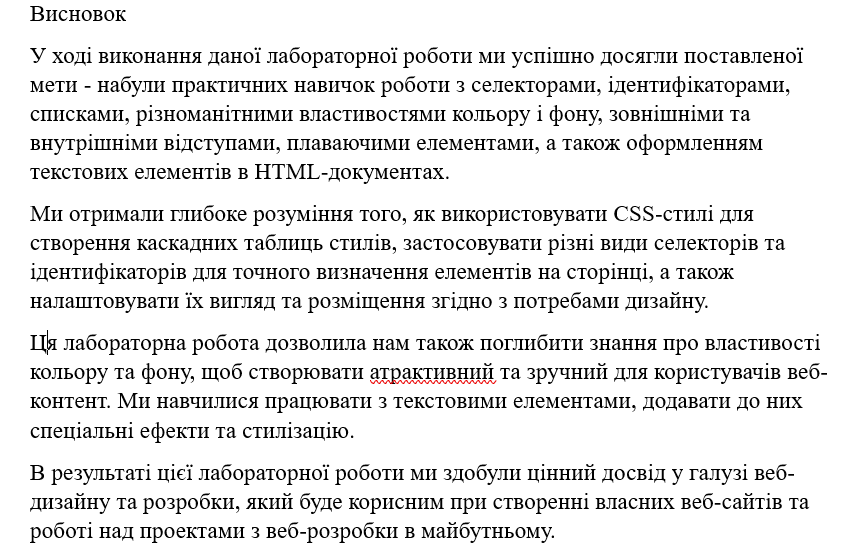 Висновок
У ході виконання даної лабораторної роботи ми успішно досягли поставленої
мети - набули практичних навичок роботи з селекторами, ідентифікаторами,
списками, різноманітними властивостями кольору і фону, зовнішніми та
внутрішніми відступами, плаваючими елементами, а також оформленням
текстових елементів в HTML-документах.
Ми отримали глибоке розуміння того, як використовувати CSS-стилі для
створення каскадних таблиць стилів, застосовувати різні види селекторів та
ідентифікаторів для точного визначення елементів на сторінці, а також
налаштовувати їх вигляд та розміщення згідно з потребами дизайну.
Ця лабораторна робота дозволила нам також поглибити знання про властивості
кольору та фону, щоб створювати атрактивний та зручний для користувачів веб-
контент. Ми навчилися працювати з текстовими елементами, додавати до них
спеціальні ефекти та стилізацію.
В результаті цієї лабораторної роботи ми здобули цінний досвід у галузі веб-
дизайну та розробки, який буде корисним при створенні власних веб-сайтів та
роботі над проектами з веб-розробки в майбутньому.